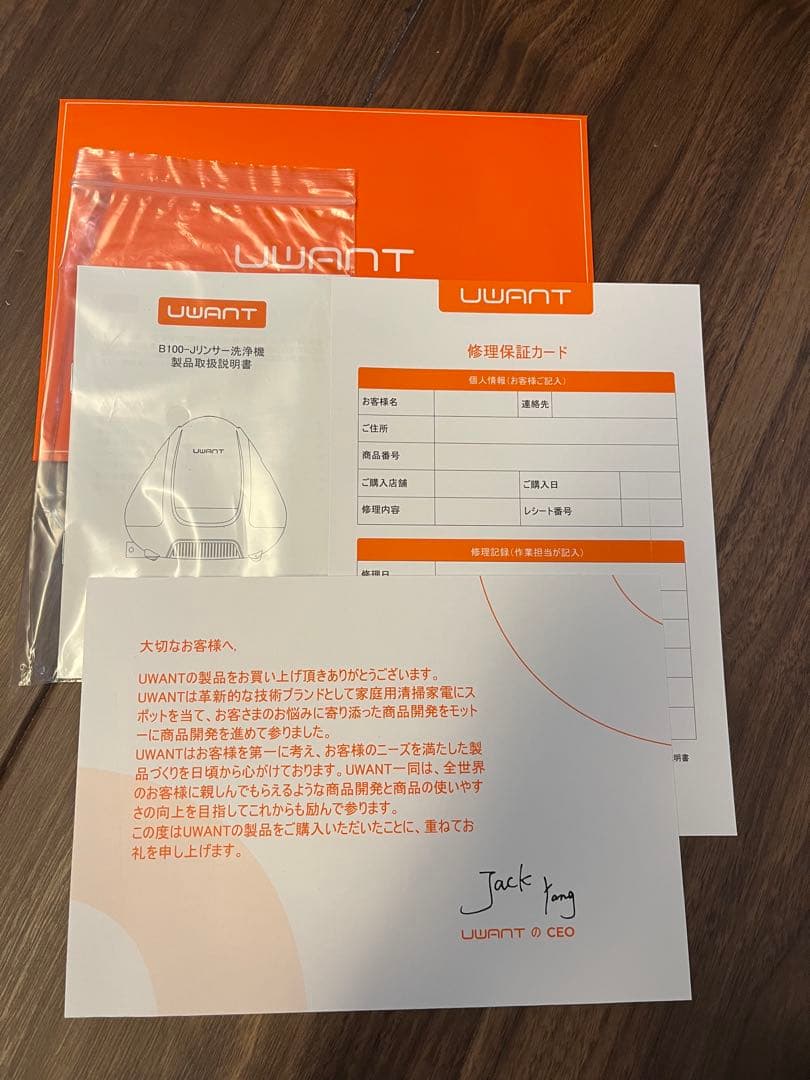 UWANT
UWANT
B100-Jリンサー洗浄機
製品取扱説明書
UWANT
UWANT
修理保証カード
個人情報（お客様ご記入）
お客様名
連絡先
ご住所
商品番号
ご購入店舗
ご購入日
修理内容
レシート番号
修理記録（作業担当が記入）
修理日
明書
大切なお客様へ,
UWANTの製品をお買い上げ頂きありがとうございます。
UWANTは革新的な技術ブランドとして家庭用清掃家電にス
ポットを当て、お客さまのお悩みに寄り添った商品開発をモット
ーに商品開発を進めて参りました。
UWANTはお客様を第一に考え、お客様のニーズを満たした製
品づくりを日頃から心がけております。UWANT一同は、全世界
のお客様に親しんでもらえるような商品開発と商品の使いやす
さの向上を目指してこれからも励んで参ります。
この度はUWANTの製品をご購入いただいたことに、重ねてお
礼を申し上げます。
Jack Yang
UWANT の CEO